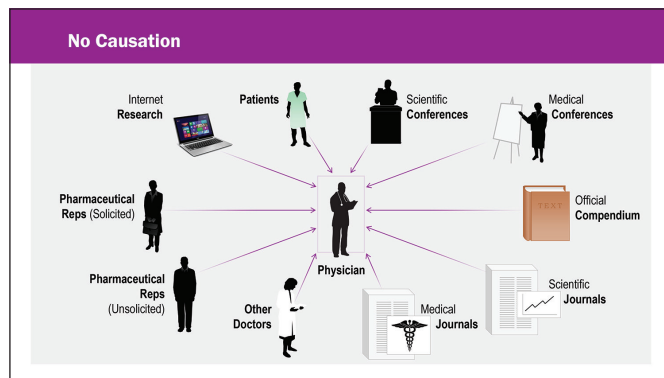 No Causation
Internet
Research
Patients
Scientific
Conferences
Medical
Conferences
Pharmaceutical
Reps (Solicited)
Physician
TEXT
Official
Compendium
Pharmaceutical
Reps
(Unsolicited)
Other
Doctors
Medical
Journals
Scientific
Journals